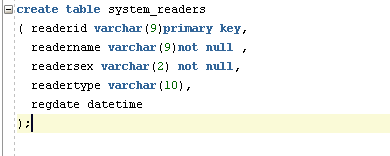 create table system_readers
( readerid varchar(9)primary key,
readername varchar(9)not null ,
readersex varchar(2) not null,
readertype varchar(10),
regdate datetime
);